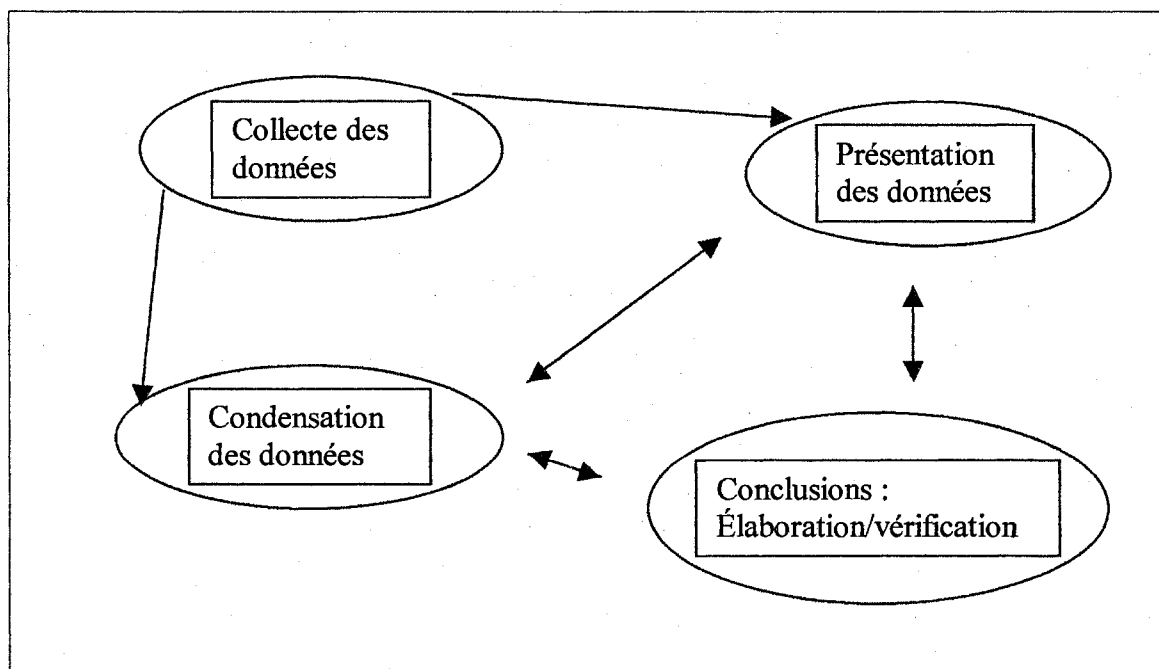 Collecte des
données
Présentation
des données
Condensation
des données
Conclusions :
Élaboration/vérification